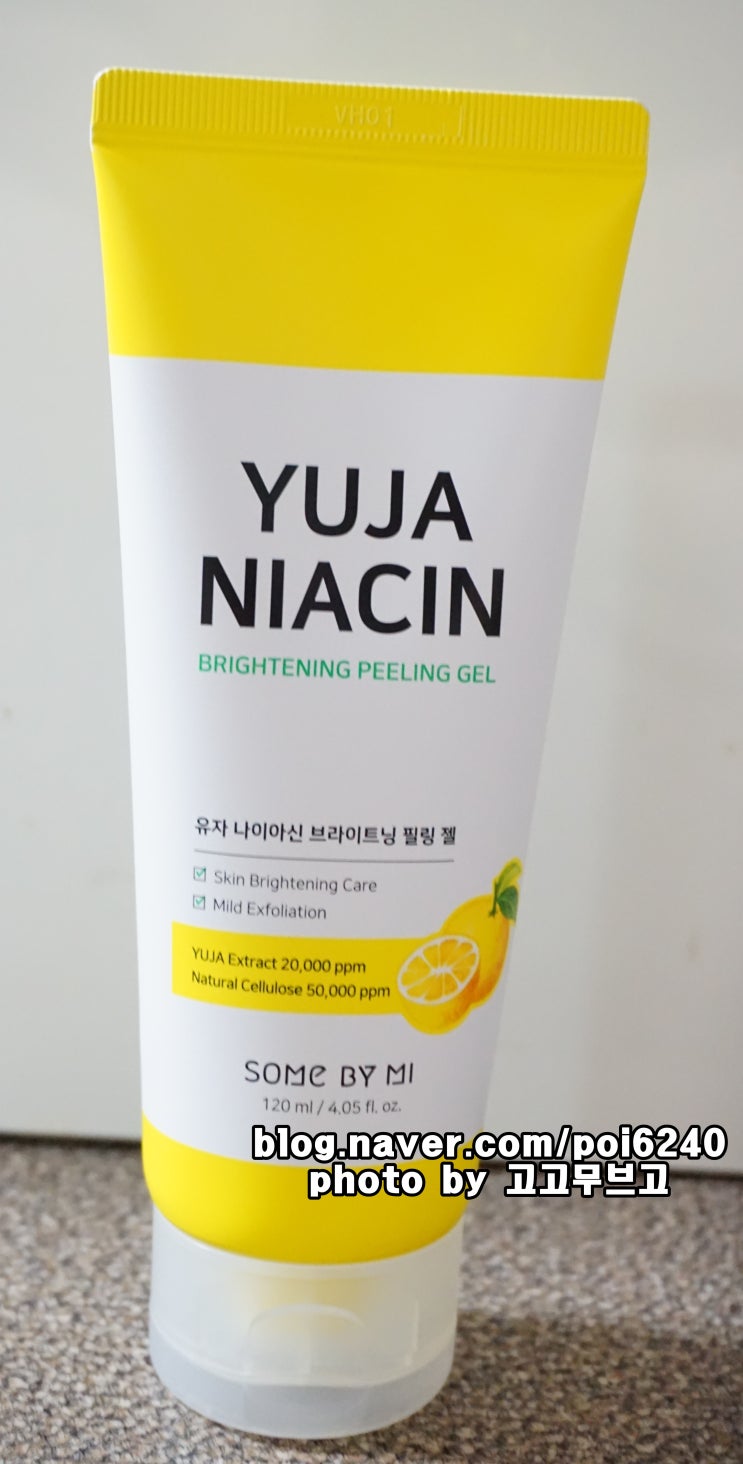 VH01
YUJA
NIACIN
BRIGHTENING PEELING GEL
유자 나이아신 브라이트닝 필링 젤
Skin Brightening Care
Mild Exfoliation
YUJA Extract 20,000 ppm
Natural Cellulose 50,000 ppm
SOME BY MI
120 ml / 4.05 fl. oz.
blog.naver.com/poi6240
photo by 고고무브고